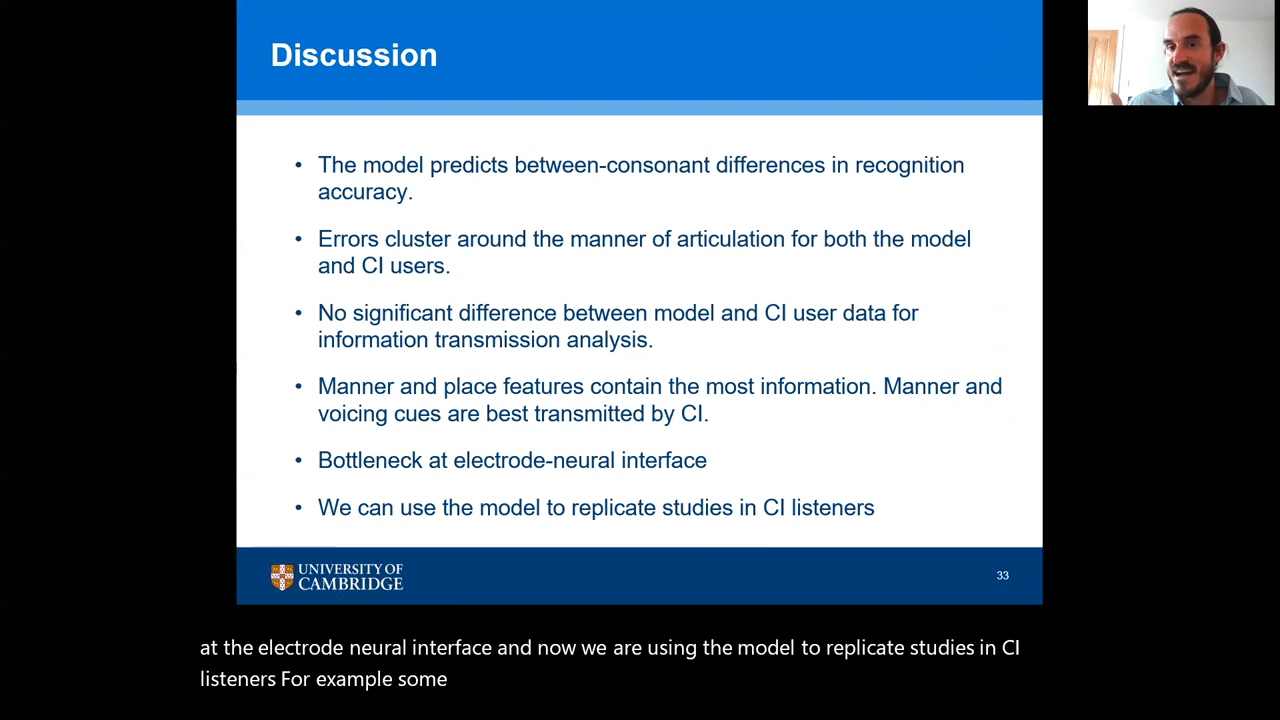 Discussion
• The model predicts between-consonant differences in recognition
accuracy.
• Errors cluster around the manner of articulation for both the model
and CI users.
• No significant difference between model and CI user data for
information transmission analysis.
• Manner and place features contain the most information. Manner and
voicing cues are best transmitted by CI.
• Bottleneck at electrode-neural interface
• We can use the model to replicate studies in CI listeners
UNIVERSITY OF
CAMBRIDGE
33
at the electrode neural interface and now we are using the model to replicate studies in CI
listeners For example some